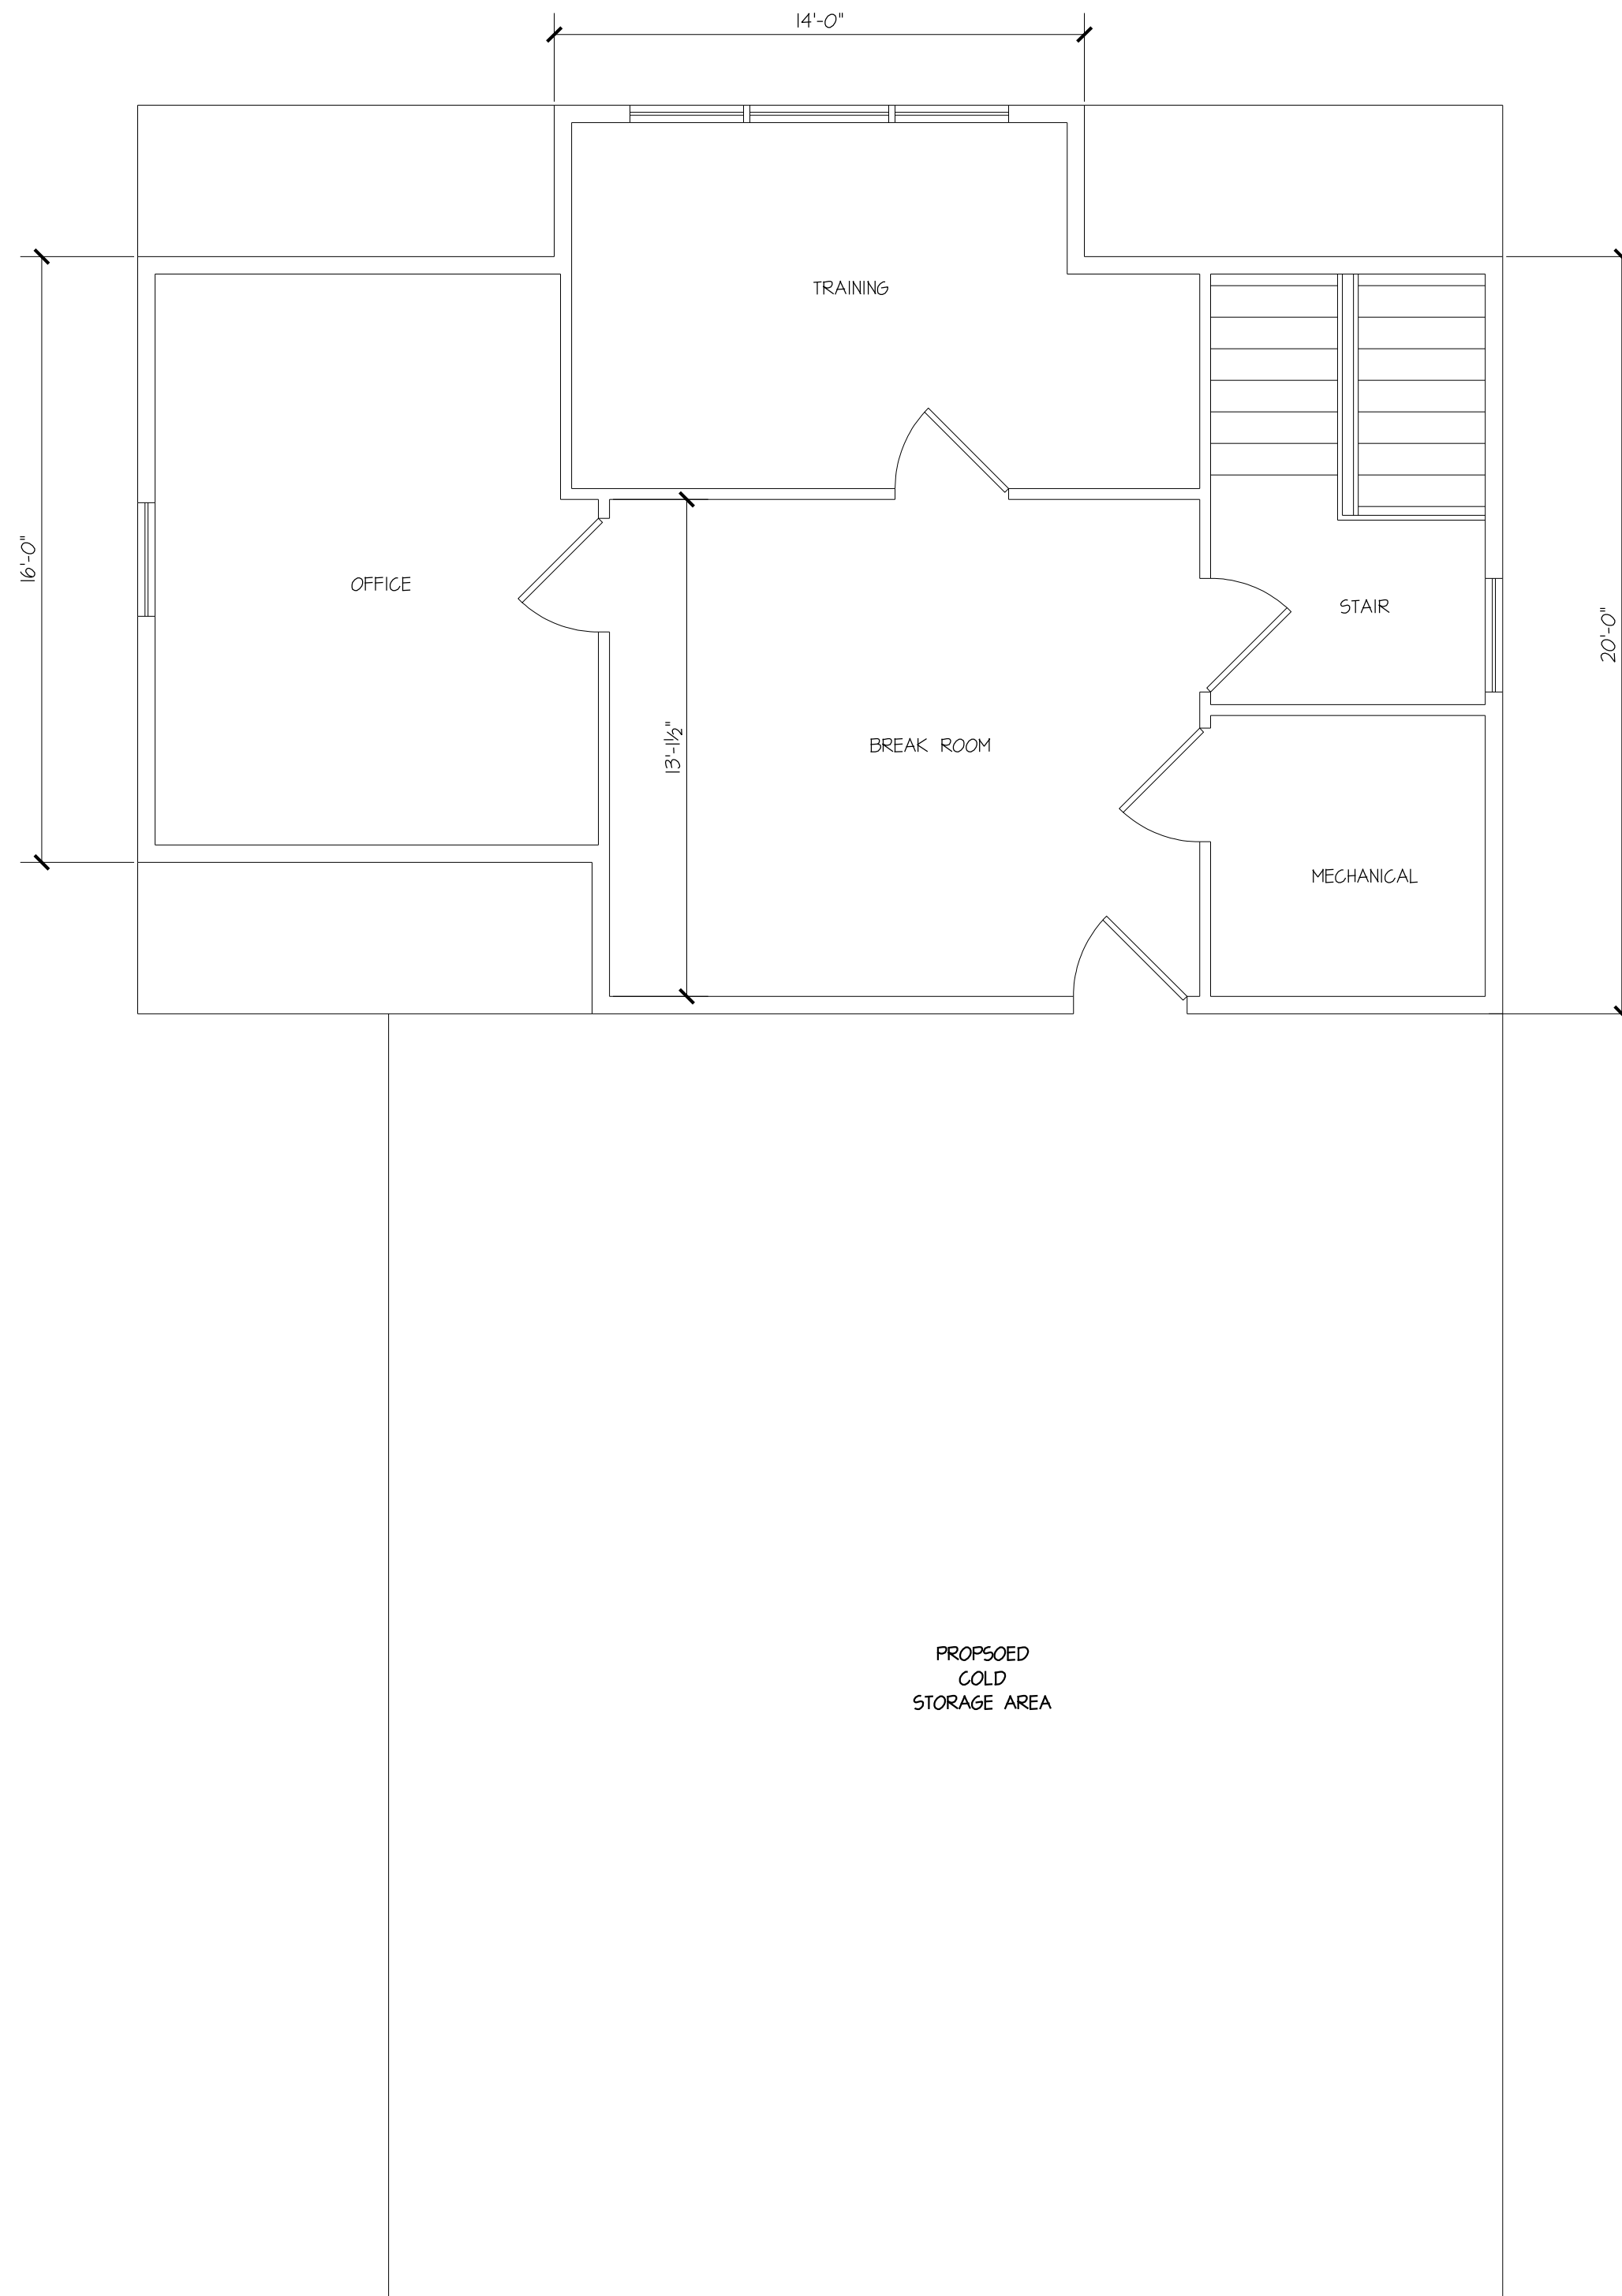 14'-0"
TRAINING
16'-0"
OFFICE
STAIR
20'-0"
13'-1½"
BREAK ROOM
MECHANICAL
PROPSOED
COLD
STORAGE AREA